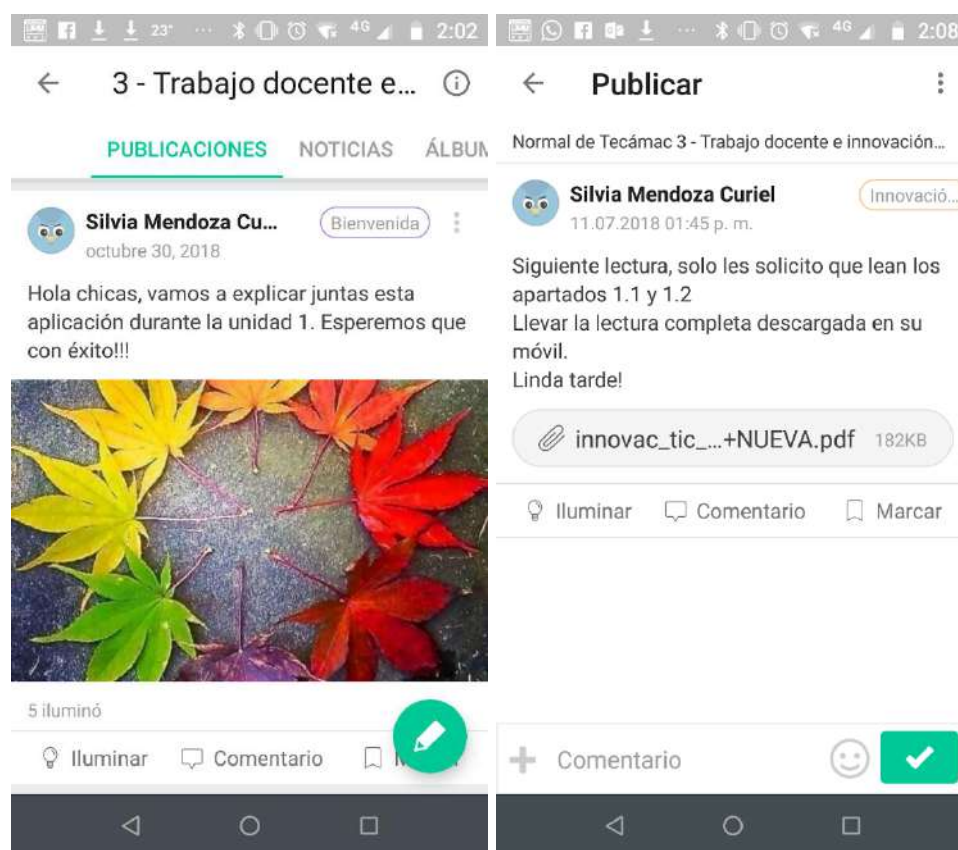 23°
4G
2:02
3 - Trabajo docente e...
PUBLICACIONES NOTICIAS ÁLBUM
Silvia Mendoza Cu...
Bienvenida
octubre 30, 2018
Hola chicas, vamos a explicar juntas esta
aplicación durante la unidad 1. Esperemos que
con éxito!!!
5 iluminó
Iluminar Comentario
4G
2:08
Publicar
Normal de Tecámac 3 - Trabajo docente e innovación...
Silvia Mendoza Curiel
Innovació...
11.07.2018 01:45 p. m.
Siguiente lectura, solo les solicito que lean los
apartados 1.1 y 1.2
Llevar la lectura completa descargada en su
móvil.
Linda tarde!
innovac_tic_...+NUEVA.pdf 182KB
Iluminar Comentario Marcar
Comentario